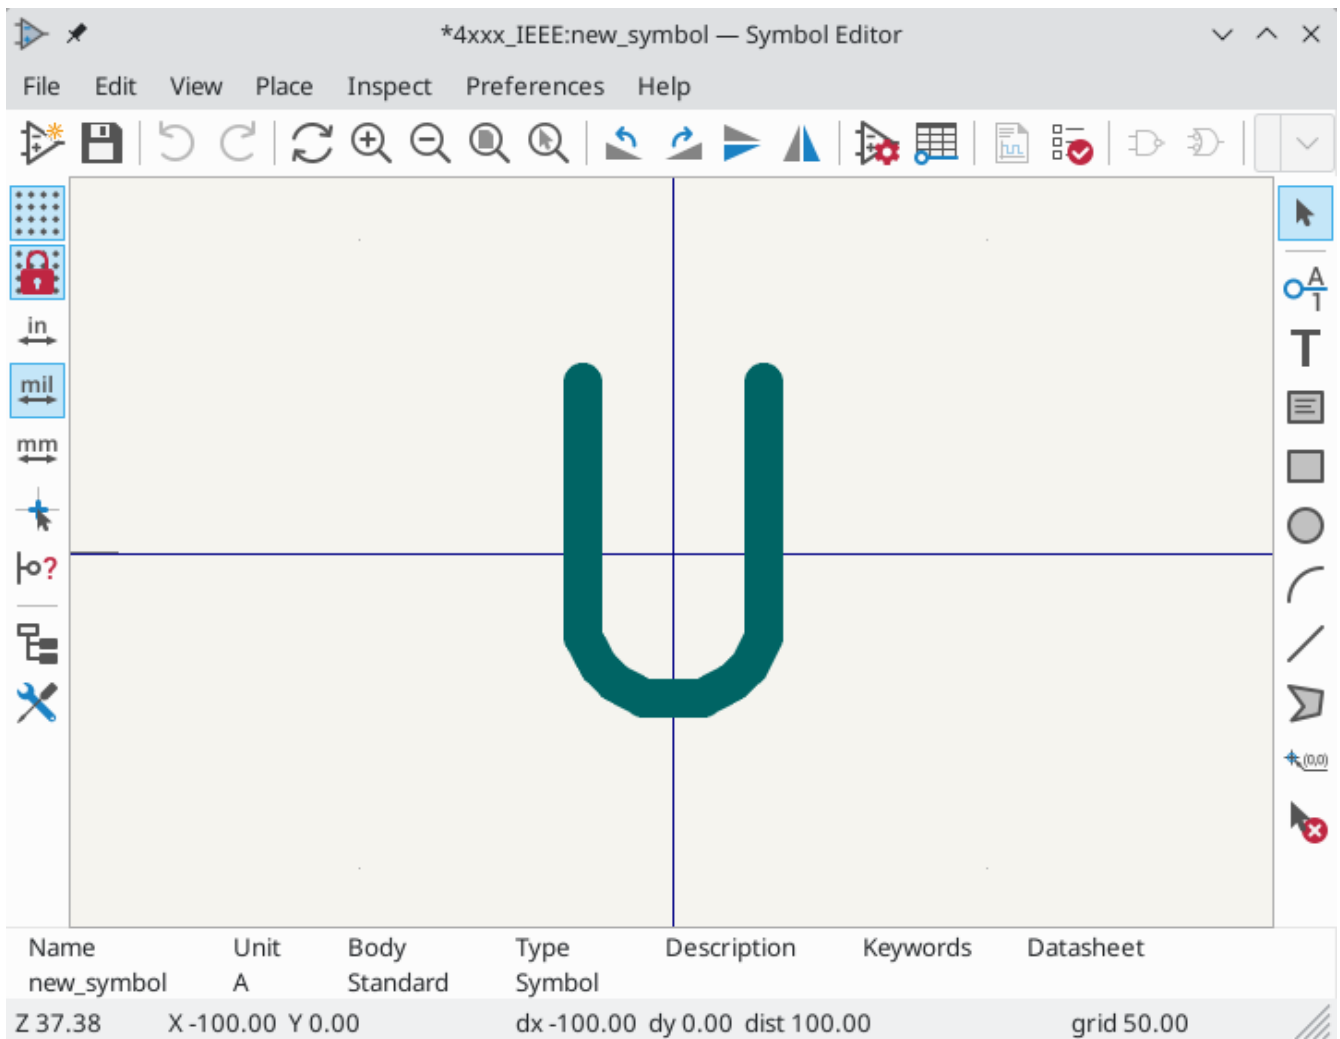 *4xxx_IEEE:new_symbol — Symbol Editor
File Edit View Place Inspect Preferences Help
in
mil
mm
A
1
T
U
(0,0)
Name Unit Body Type Description Keywords Datasheet
new_symbol A Standard Symbol
Z 37.38 X -100.00 Y 0.00 dx -100.00 dy 0.00 dist 100.00 grid 50.00